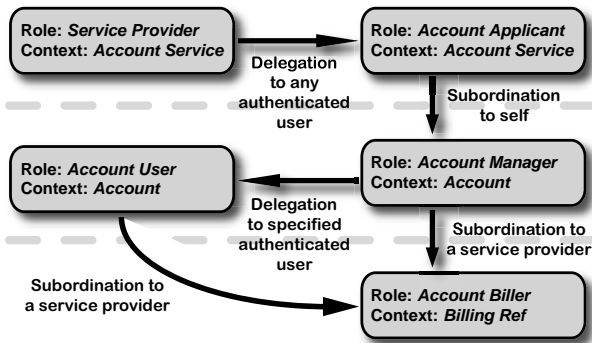 Role: Service Provider
Context: Account Service
Role: Account Applicant
Context: Account Service
Delegation
to any
authenticated
user
Subordination
to self
Role: Account User
Context: Account
Role: Account Manager
Context: Account
Delegation
to specified
authenticated
user
Subordination to
a service provider
Subordination to
a service provider
Role: Account Biller
Context: Billing Ref